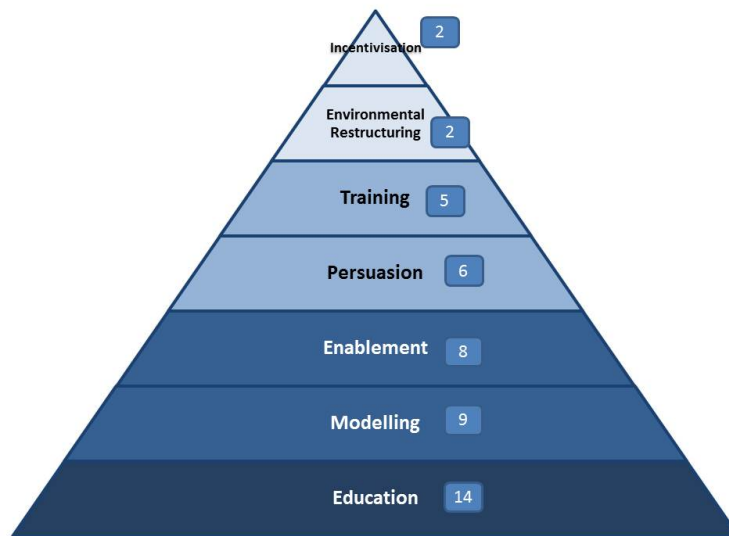 Incentivisation 2
Environmental
Restructuring 2
Training 5
Persuasion 6
Enablement 8
Modelling 9
Education 14